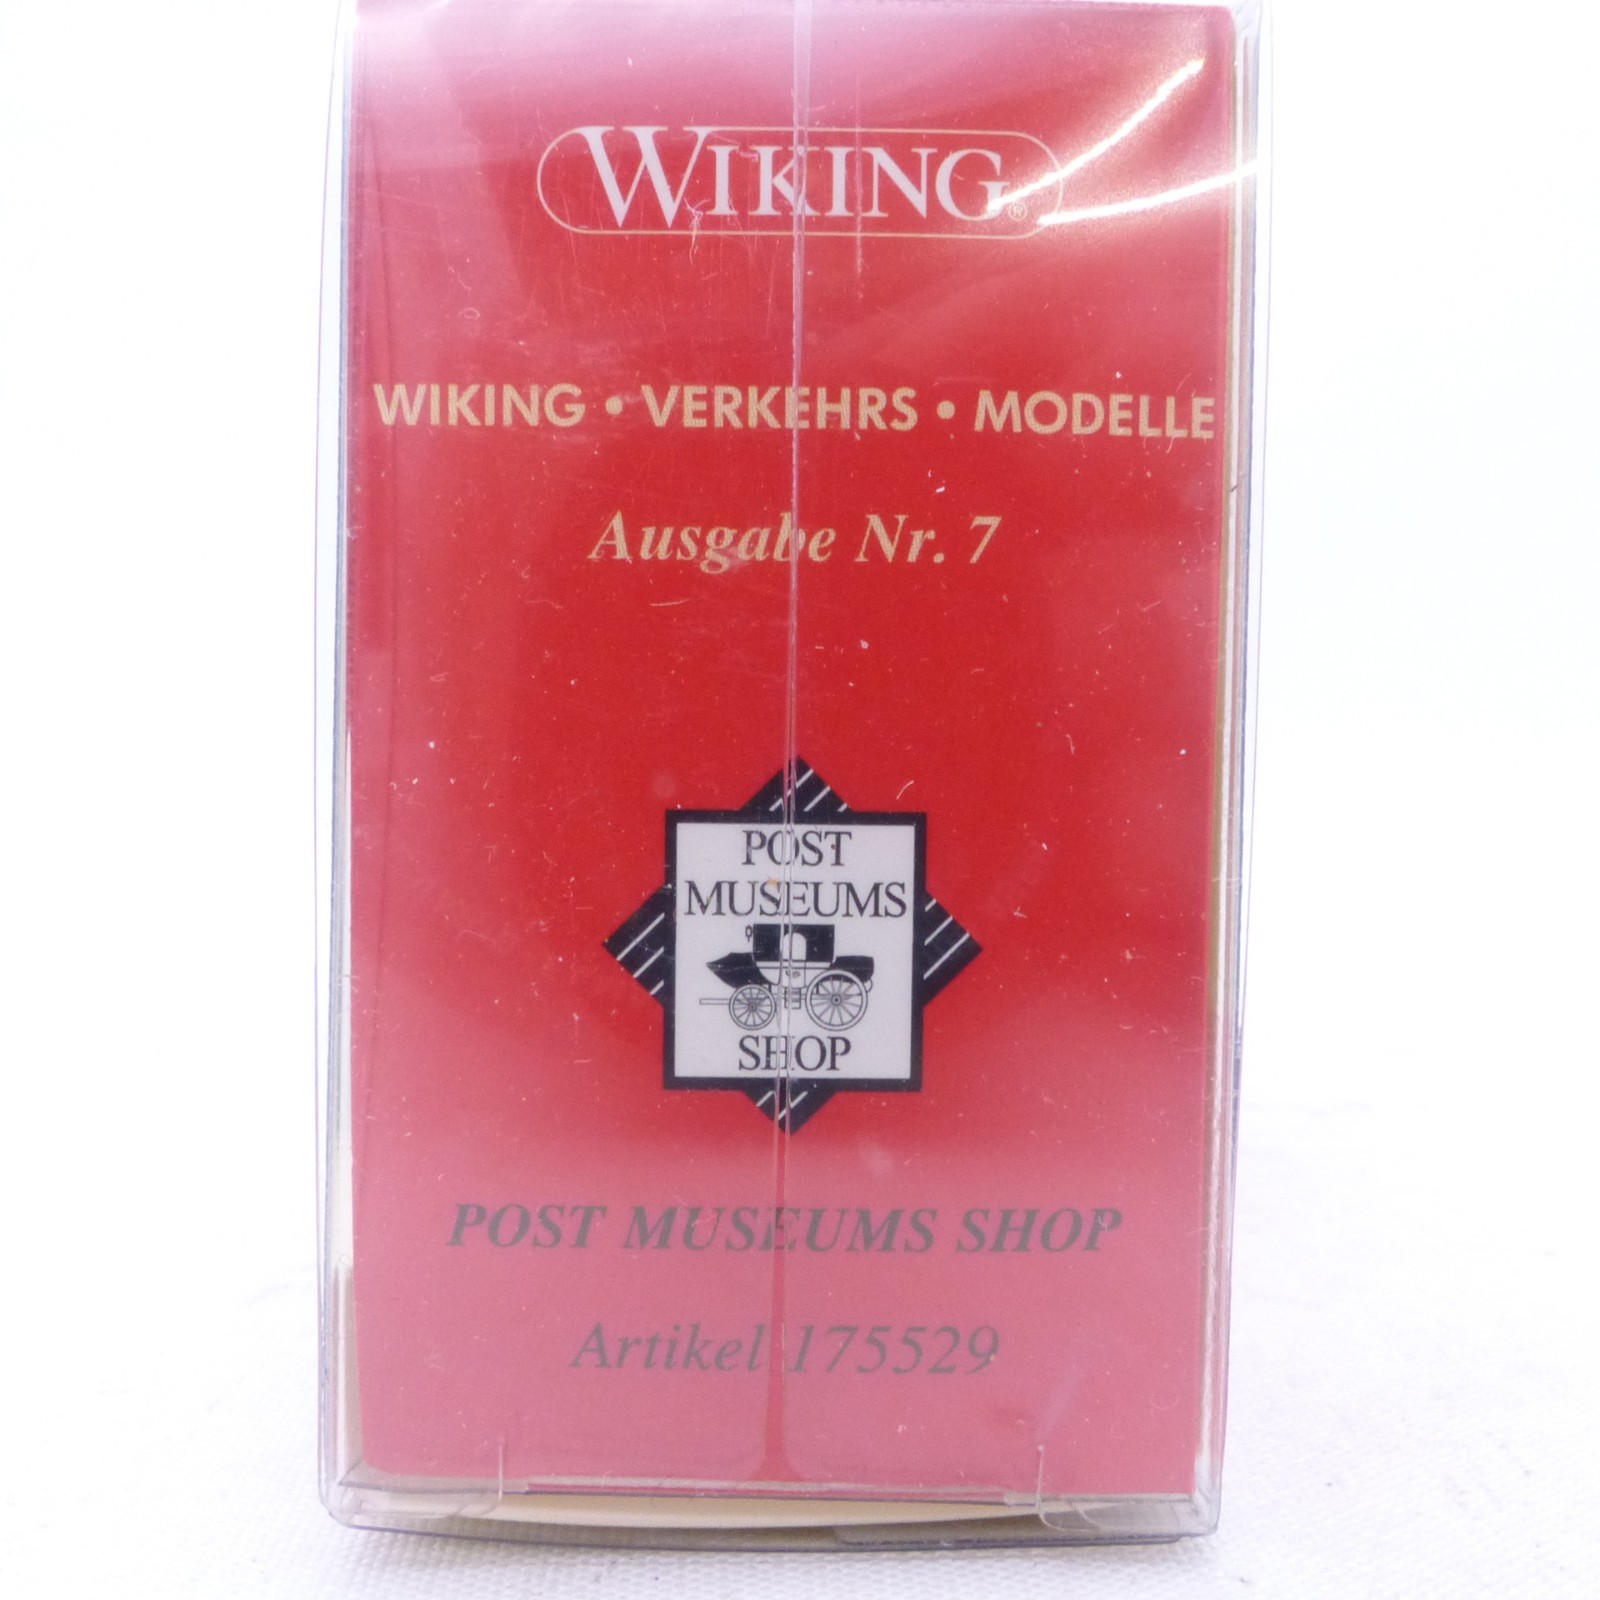 WIKING®
WIKING • VERKEHRS • MODELLE
Ausgabe Nr. 7
POST
MUSEUMS
SHOP
POST MUSEUMS SHOP
Artikel 175529